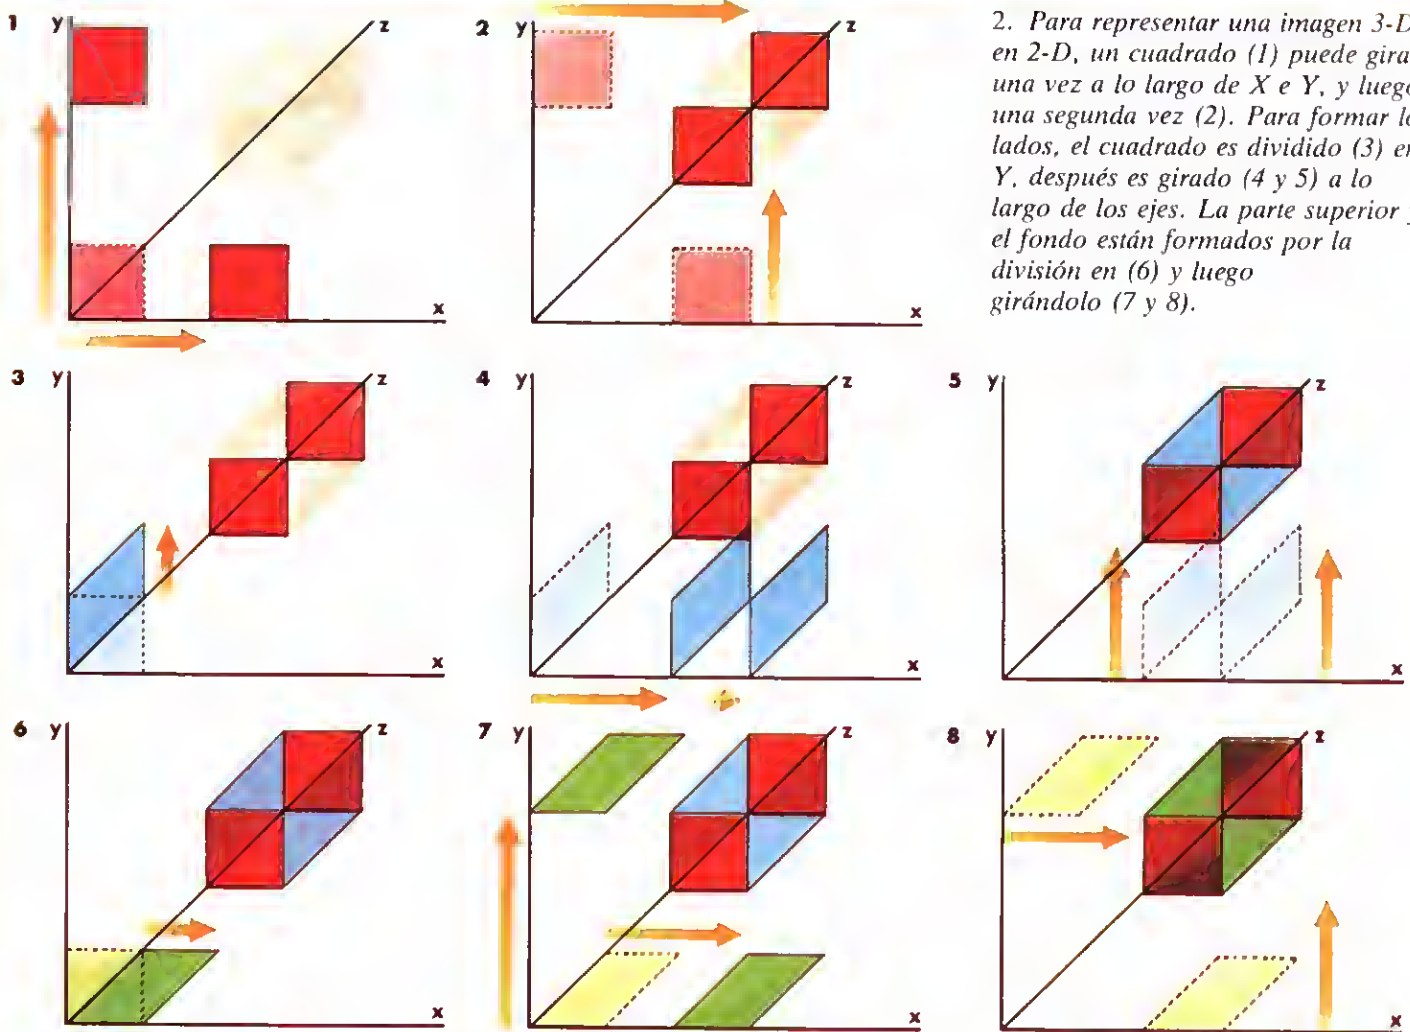 1
y
z
x
2
y
z
x
2. Para representar una imagen 3-D
en 2-D, un cuadrado (1) puede gira
una vez a lo largo de X e Y, y luego
una segunda vez (2). Para formar lo
lados, el cuadrado es dividido (3) en
Y, después es girado (4 y 5) a lo
largo de los ejes. La parte superior y
el fondo están formados por la
división en (6) y luego
girándolo (7 y 8).
3
y
z
x
4
y
z
x
5
y
z
x
6
y
z
x
7
y
z
x
8
y
z
x